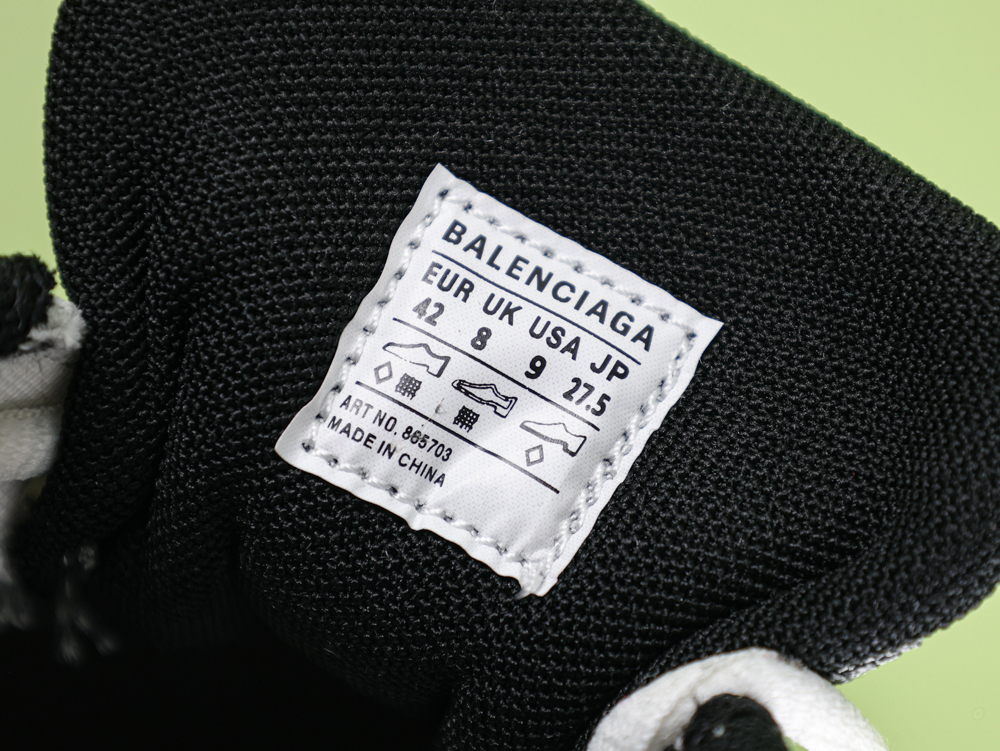 BALENCIAGA
EUR UK USA JP
42 8 9 27.5
ART NO. 865703
MADE IN CHINA